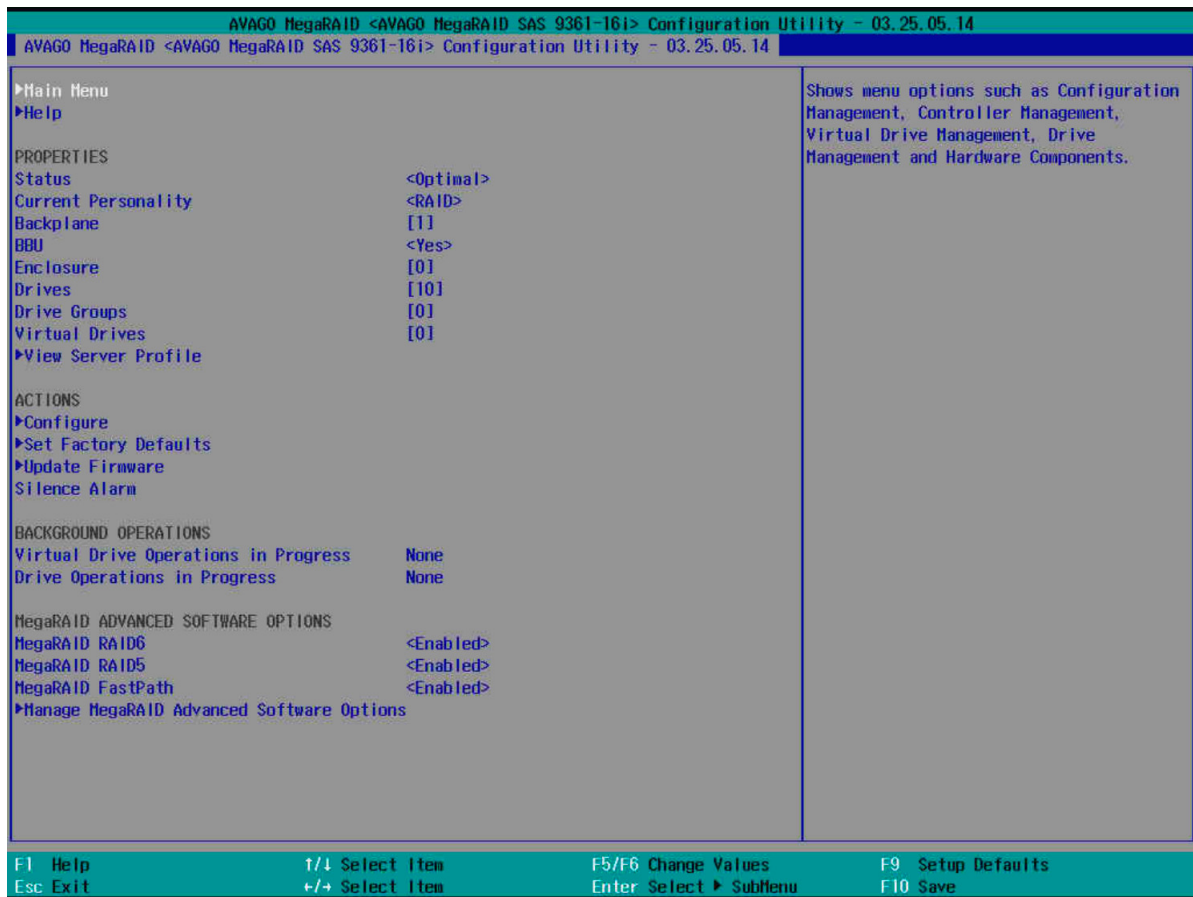 AVAGO MegaRAID <AVAGO MegaRAID SAS 9361-16i> Configuration Utility - 03.25.05.14
AVAGO MegaRAID <AVAGO MegaRAID SAS 9361-16i> Configuration Utility - 03.25.05.14
▶Main Menu
▶Help
PROPERTIES
Status <Optimal>
Current Personality <RAID>
Backplane [1]
BBU <Yes>
Enclosure [0]
Drives [10]
Drive Groups [0]
Virtual Drives [0]
▶View Server Profile
ACTIONS
▶Configure
▶Set Factory Defaults
▶Update Firmware
Silence Alarm
BACKGROUND OPERATIONS
Virtual Drive Operations in Progress None
Drive Operations in Progress None
MegaRAID ADVANCED SOFTWARE OPTIONS
MegaRAID RAID6 <Enabled>
MegaRAID RAID5 <Enabled>
MegaRAID FastPath <Enabled>
▶Manage MegaRAID Advanced Software Options
Shows menu options such as Configuration
Management, Controller Management,
Virtual Drive Management, Drive
Management and Hardware Components.
F1 Help ↑/↓ Select Item F5/F6 Change Values F9 Setup Defaults
Esc Exit ←/→ Select Item Enter Select ▶ SubMenu F10 Save